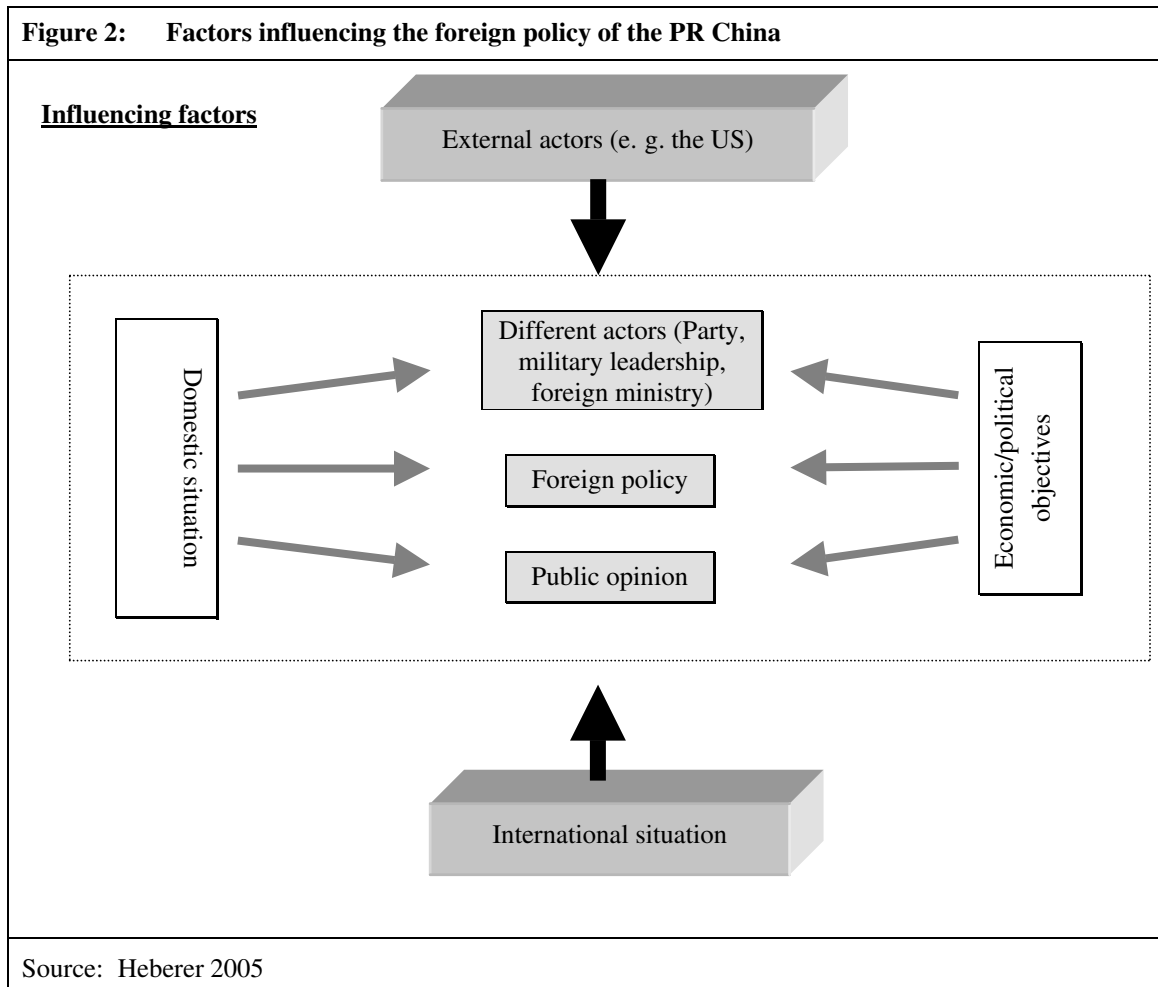 Figure 2: Factors influencing the foreign policy of the PR China
Influencing factors
External actors (e. g. the US)
Domestic situation
Different actors (Party,
military leadership,
foreign ministry)
Foreign policy
Public opinion
Economic/political
objectives
International situation
Source: Heberer 2005